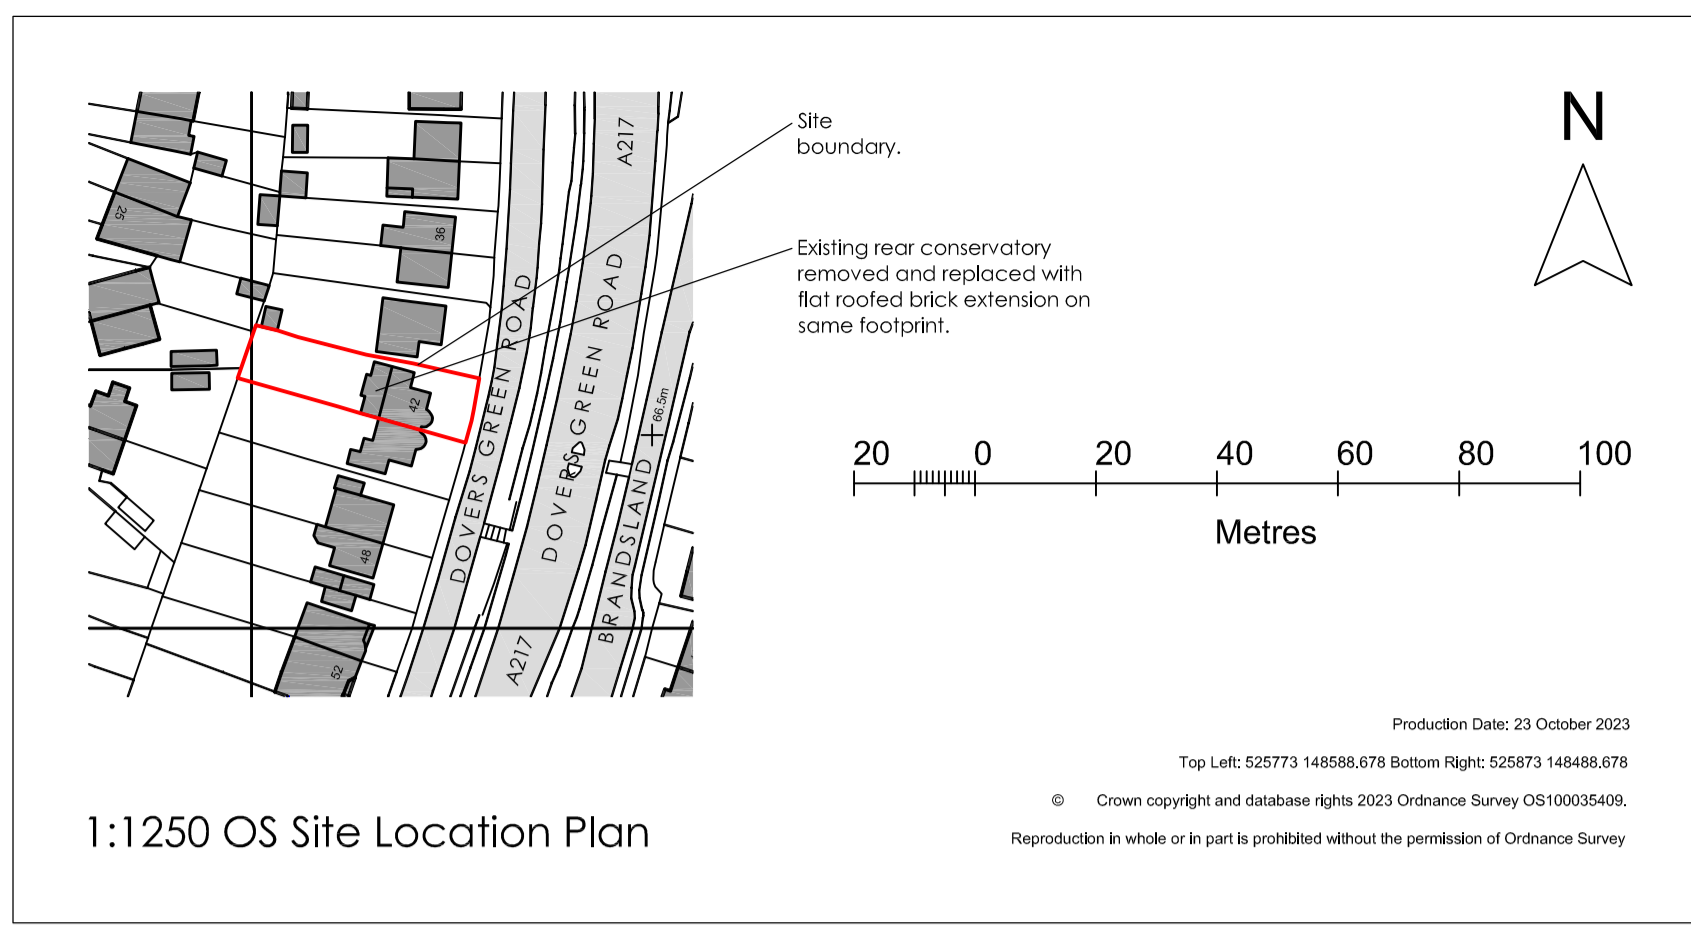 Site
boundary.
Existing rear conservatory
removed and replaced with
flat roofed brick extension on
same footprint.
N
A217
25
36
42
48
52
DOVERS GREEN ROAD
DOVERS GREEN ROAD
BRANDSLAND
66.5m
A217
20 0 20 40 60 80 100
Metres
Production Date: 23 October 2023
Top Left: 525773 148588.678 Bottom Right: 525873 148488.678
© Crown copyright and database rights 2023 Ordnance Survey OS100035409.
Reproduction in whole or in part is prohibited without the permission of Ordnance Survey
1:1250 OS Site Location Plan